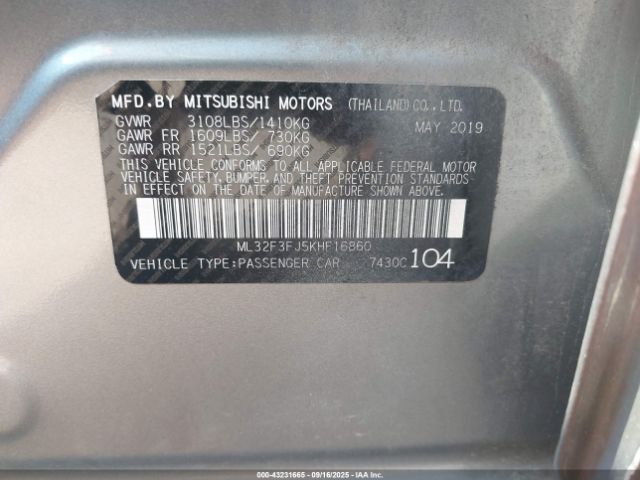 MFD.BY MITSUBISHI MOTORS (THAILAND)CO.,LTD.
GVWR 3108LBS/1410KG MAY 2019
GAWR FR 1609LBS/ 730KG
GAWR RR 1521LBS/ 690KG
THIS VEHICLE CONFORMS TO ALL APPLICABLE FEDERAL MOTOR
VEHICLE SAFETY,BUMPER,AND THEFT PREVENTION STANDARDS
IN EFFECT ON THE DATE OF MANUFACTURE SHOWN ABOVE.
ML32F3FJ5KHF16860
VEHICLE TYPE:PASSENGER CAR 7430C 104
000-43231665 - 09/16/2025 - IAA Inc.